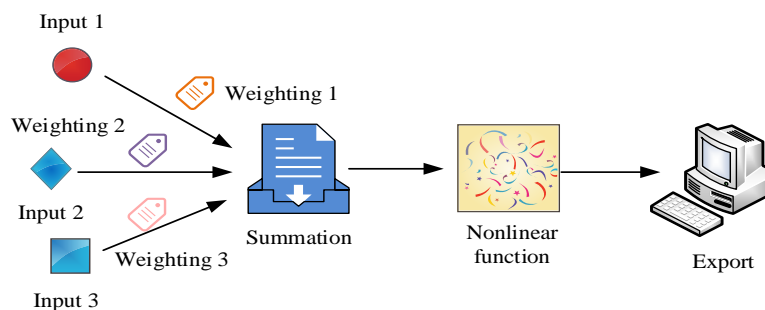 Input 1
Weighting 1
Weighting 2
Input 2
Weighting 3
Input 3
Summation
Nonlinear
function
Export